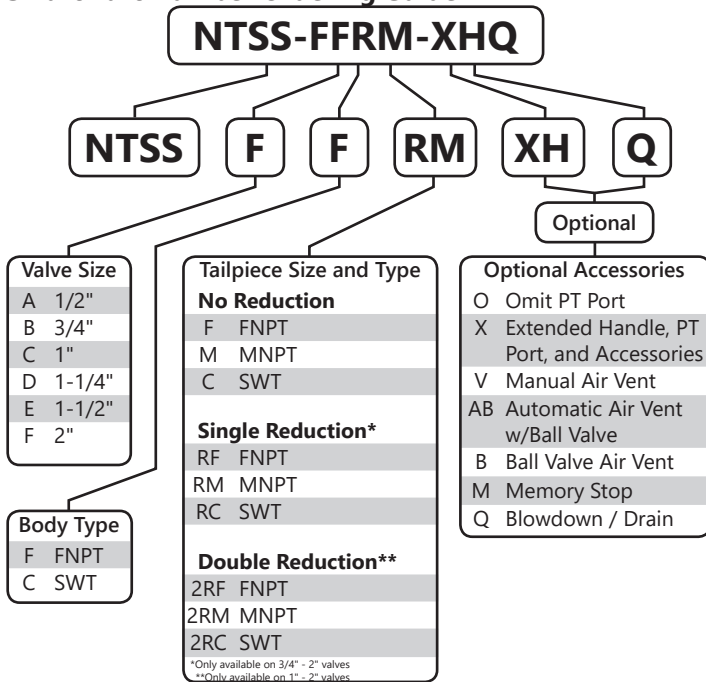 NTSS-FFRM-XHQ
NTSS F F RM XH Q
Optional
Valve Size
A 1/2"
B 3/4"
C 1"
D 1-1/4"
E 1-1/2"
F 2"
Body Type
F FNPT
C SWT
Tailpiece Size and Type
No Reduction
F FNPT
M MNPT
C SWT
Single Reduction*
RF FNPT
RM MNPT
RC SWT
Double Reduction**
2RF FNPT
2RM MNPT
2RC SWT
*Only available on 3/4" - 2" valves
**Only available on 1" - 2" valves
Optional Accessories
O Omit PT Port
X Extended Handle, PT
Port, and Accessories
V Manual Air Vent
AB Automatic Air Vent
w/Ball Valve
B Ball Valve Air Vent
M Memory Stop
Q Blowdown / Drain